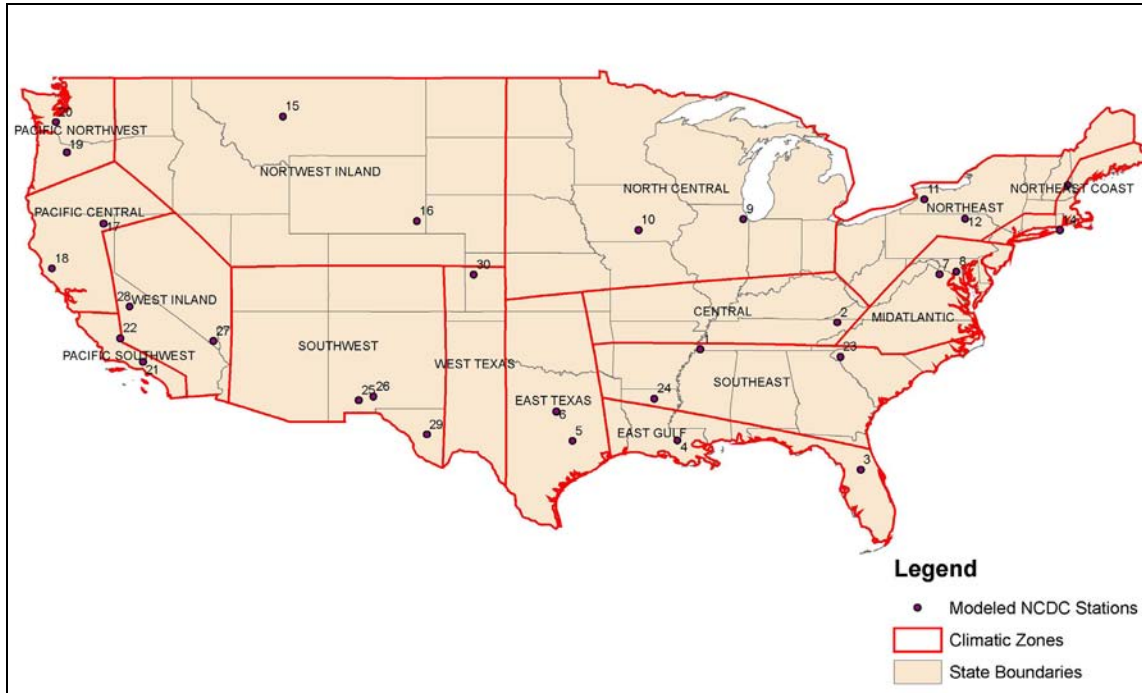 15
20
PACIFIC NORTHWEST
19
NORTWEST INLAND
NORTH CENTRAL
NORTHEAST COAST
11
NORTHEAST
12
14
PACIFIC CENTRAL
17
16
9
10
18
30
7
8
28
WEST INLAND
CENTRAL
2
MIDATLANTIC
22
27
PACIFIC SOUTHWEST
21
SOUTHWEST
WEST TEXAS
1
23
SOUTHEAST
25
26
24
EAST TEXAS
6
29
5
EAST GULF
4
3
Legend
Modeled NCDC Stations
Climatic Zones
State Boundaries